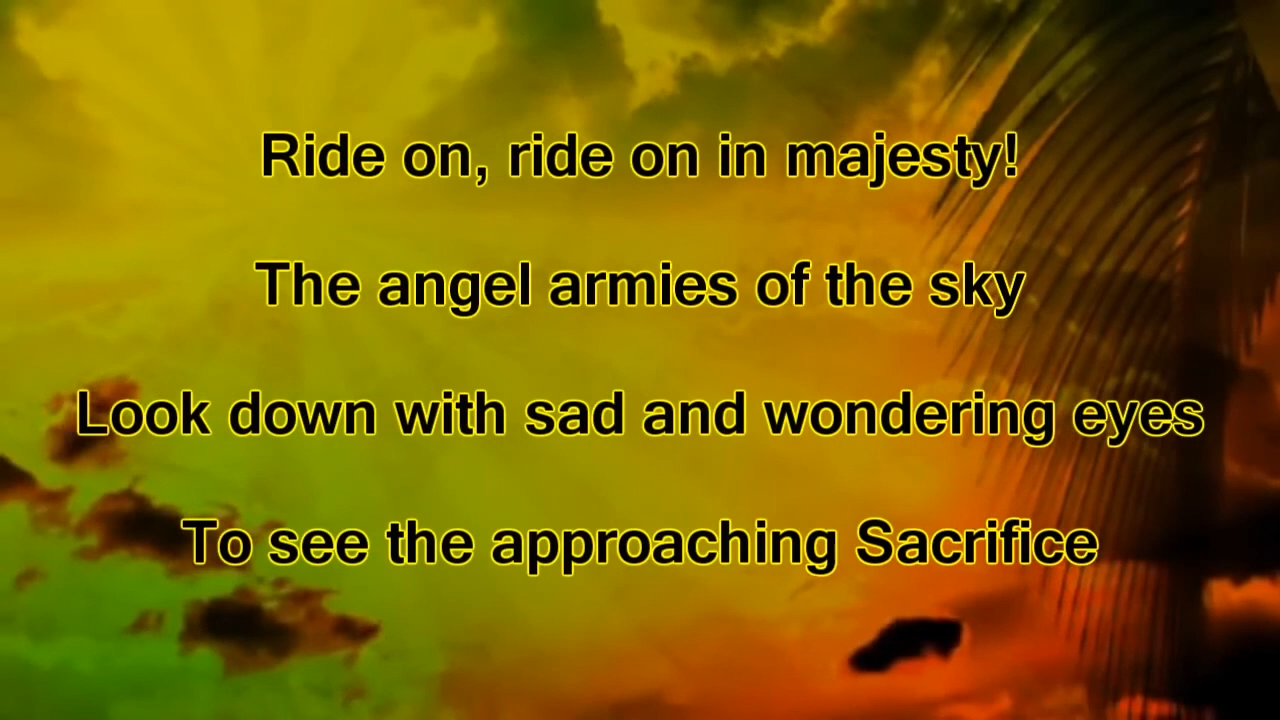 Ride on, ride on in majesty!
The angel armies of the sky
Look down with sad and wondering eyes
To see the approaching Sacrifice